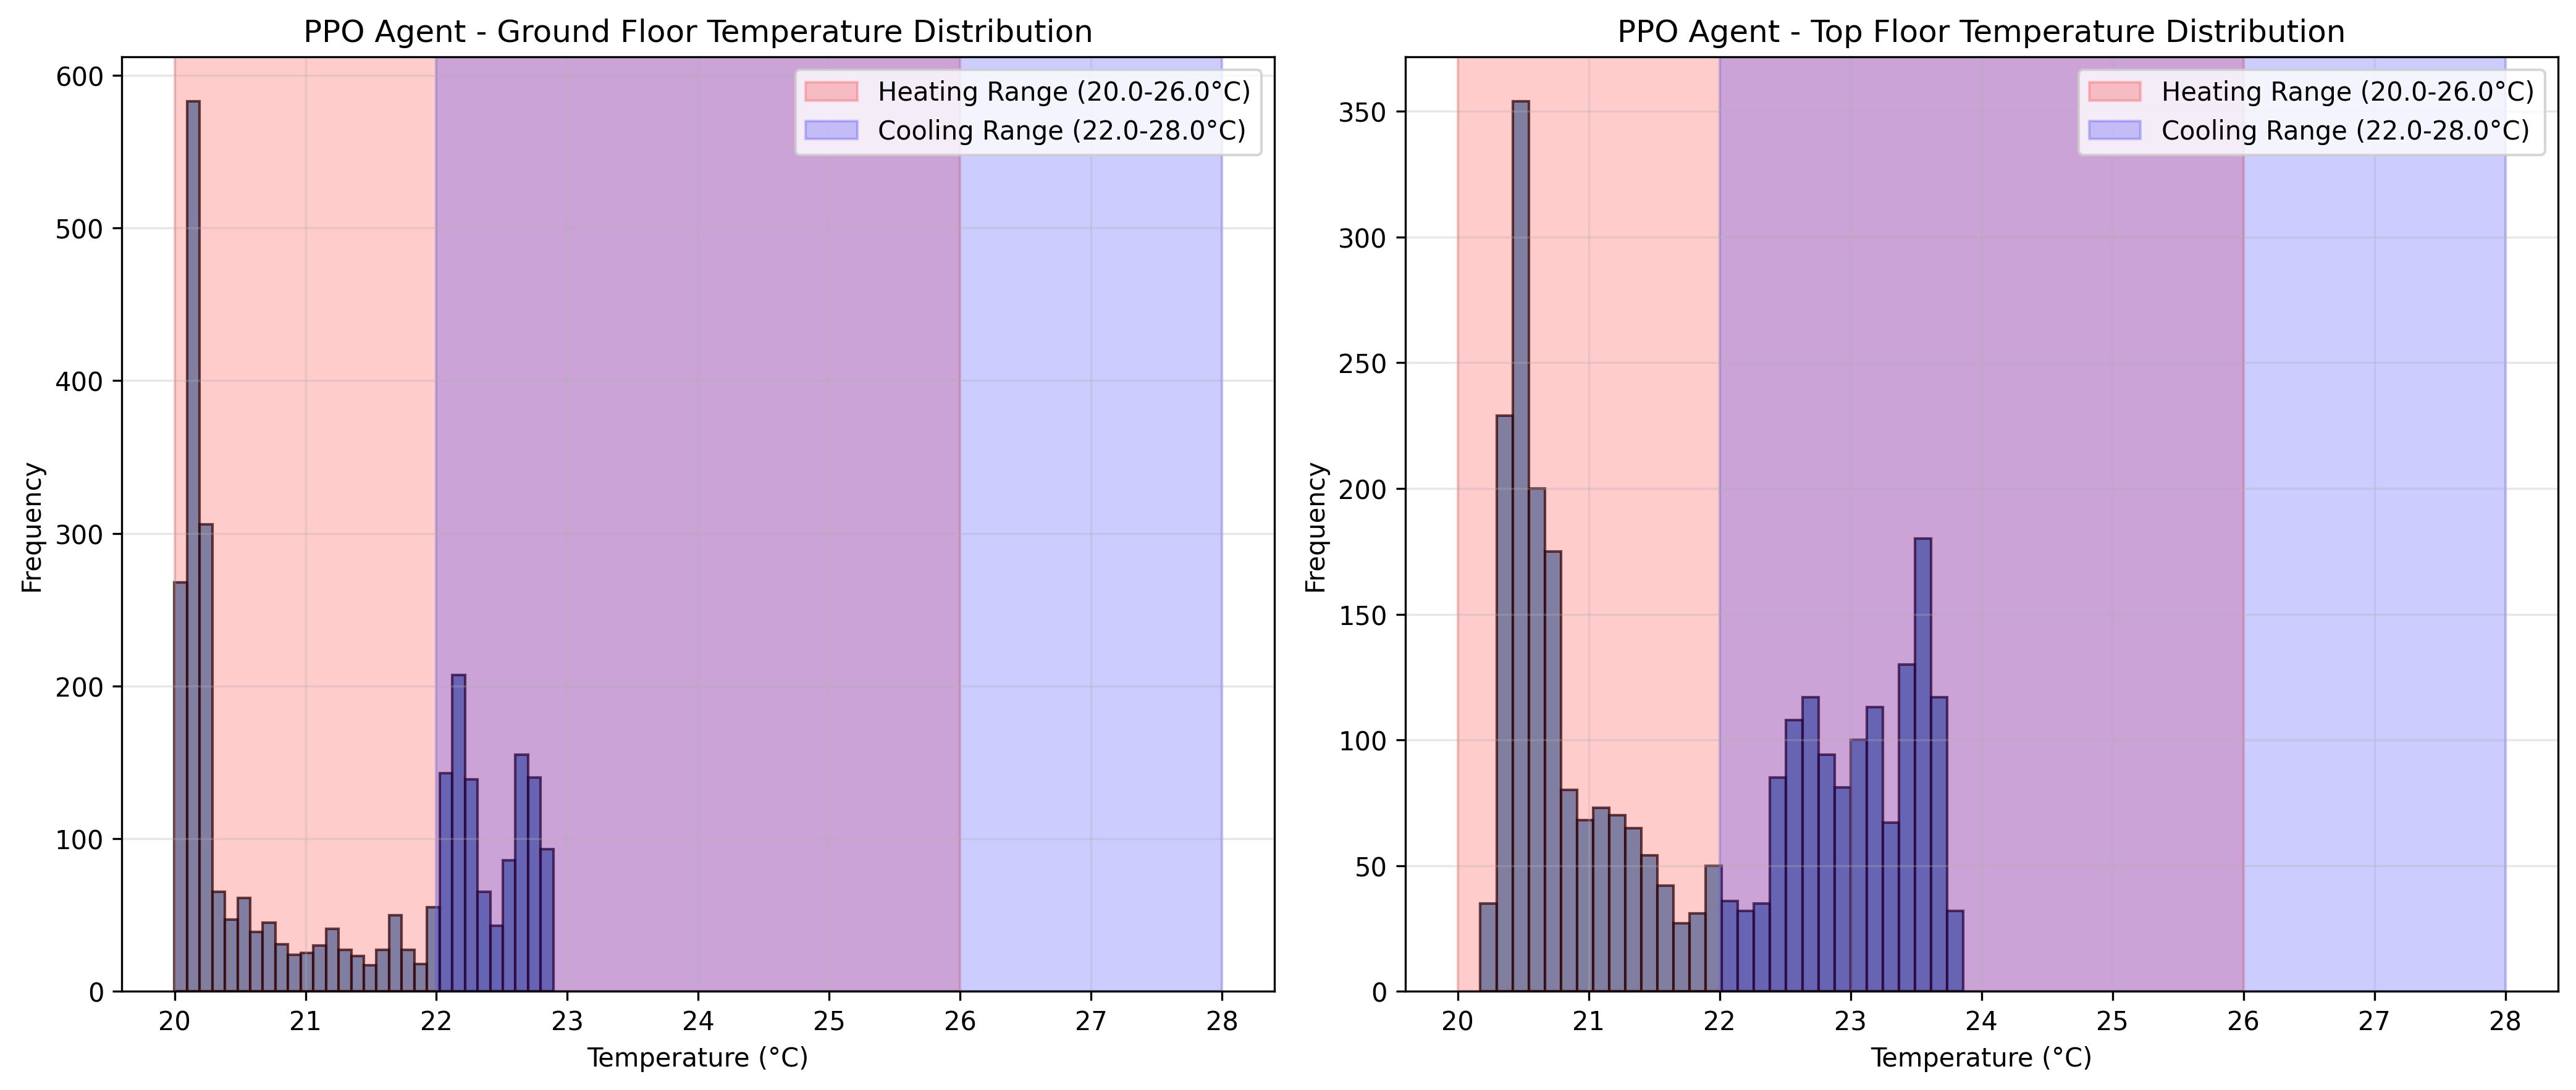 PPO Agent - Ground Floor Temperature Distribution
Heating Range (20.0-26.0°C)
Cooling Range (22.0-28.0°C)
Frequency
600
500
400
300
200
100
0
20 21 22 23 24 25 26 27 28
Temperature (°C)
PPO Agent - Top Floor Temperature Distribution
Heating Range (20.0-26.0°C)
Cooling Range (22.0-28.0°C)
Frequency
350
300
250
200
150
100
50
0
20 21 22 23 24 25 26 27 28
Temperature (°C)